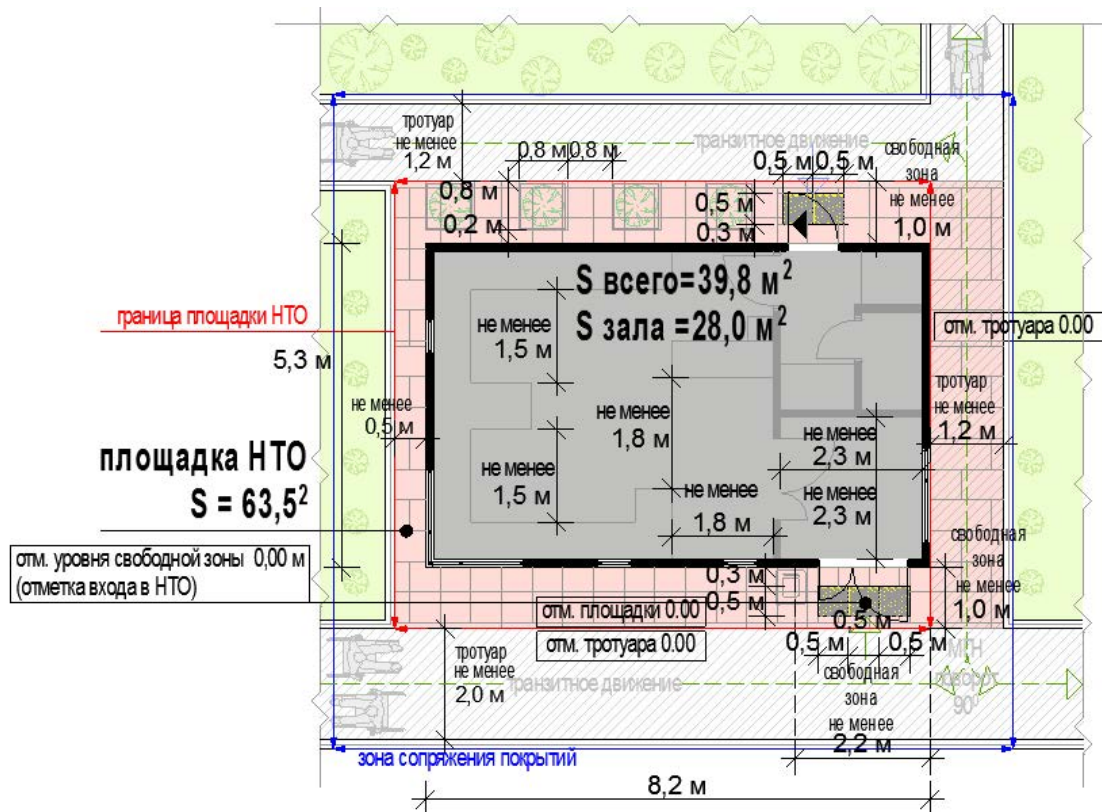 тротуар
не менее
1,2 м
транзитное движение
0,8 м
0,8 м
0,5 м
0,5 м
свободная
зона
не менее
1,0 м
0,8 м
0,2 м
0,5 м
0,3 м
S всего=39,8 м²
S зала =28,0 м²
граница площадки НТО
5,3 м
не менее
1,5 м
отм. тротуара 0.00
не менее
0,5 м
не менее
1,8 м
тротуар
не менее
1,2 м
не менее
2,3 м
площадка НТО
S = 63,5²
не менее
1,5 м
не менее
1,8 м
не менее
2,3 м
отм. уровня свободной зоны 0,00 м
(отметка входа в НТО)
свободная
зона
не менее
1,0 м
0,3 м
0,5 м
отм. площадки 0.00
отм. тротуара 0.00
0,5 м
0,5 м
0,5 м
тротуар
не менее
2,0 м
транзитное движение
МГН
поворот
90°
свободная
зона
не менее
2,2 м
зона сопряжения покрытий
8,2 м